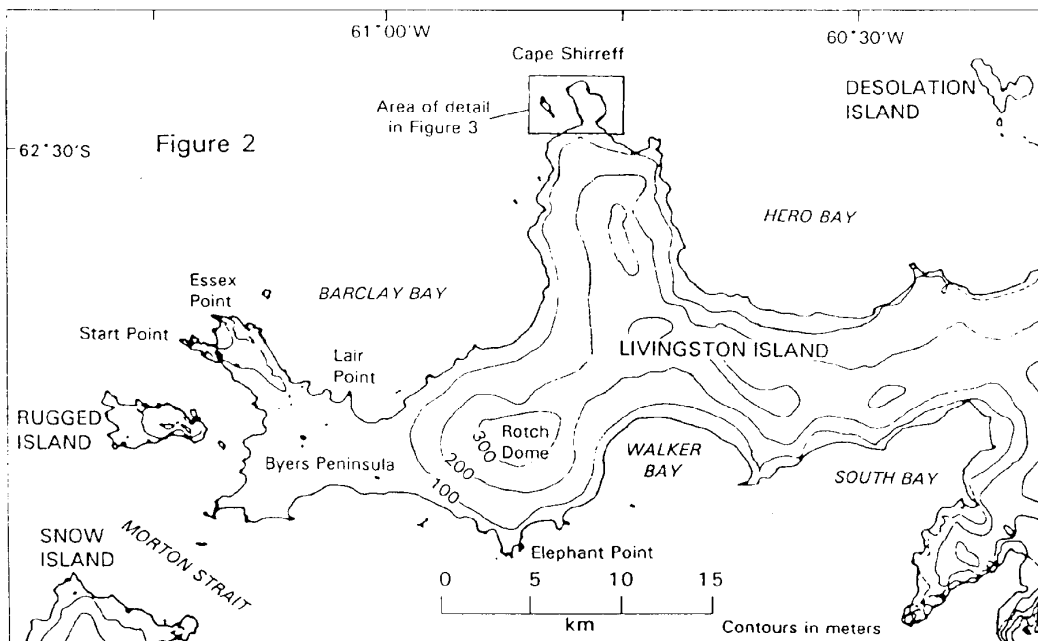 61°00'W
60°30'W
Cape Shirreff
DESOLATION
ISLAND
Area of detail
in Figure 3
62°30'S
Figure 2
HERO BAY
Essex
Point
BARCLAY BAY
Start Point
Lair
Point
LIVINGSTON ISLAND
RUGGED
ISLAND
Rotch
Dome
300
200
100
WALKER
BAY
Byers Peninsula
SOUTH BAY
SNOW
ISLAND
MORTON STRAIT
Elephant Point
0 5 10 15
km
Contours in meters